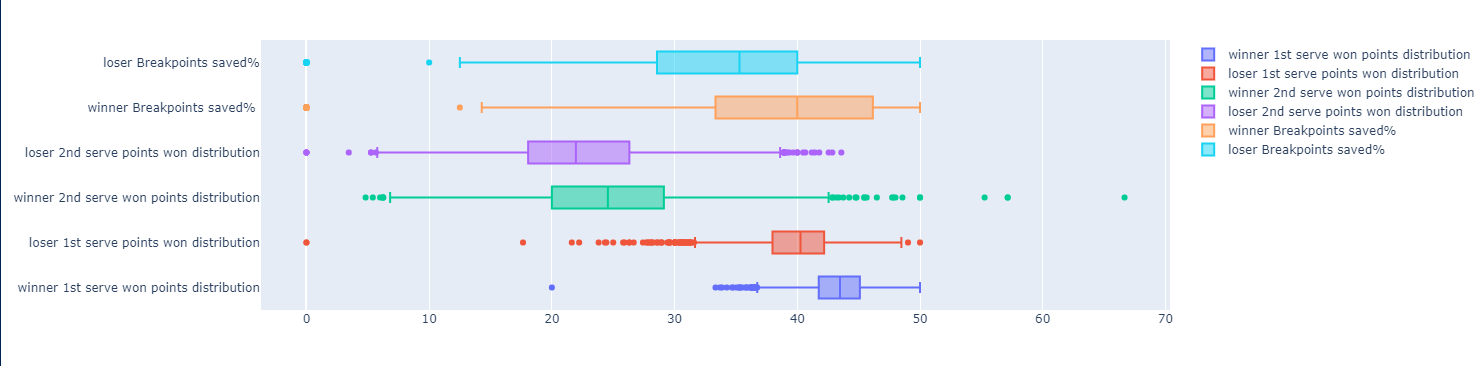 loser Breakpoints saved%
winner Breakpoints saved%
loser 2nd serve points won distribution
winner 2nd serve won points distribution
loser 1st serve points won distribution
winner 1st serve won points distribution
0 10 20 30 40 50 60 70
winner 1st serve won points distribution
loser 1st serve points won distribution
winner 2nd serve won points distribution
loser 2nd serve points won distribution
winner Breakpoints saved%
loser Breakpoints saved%